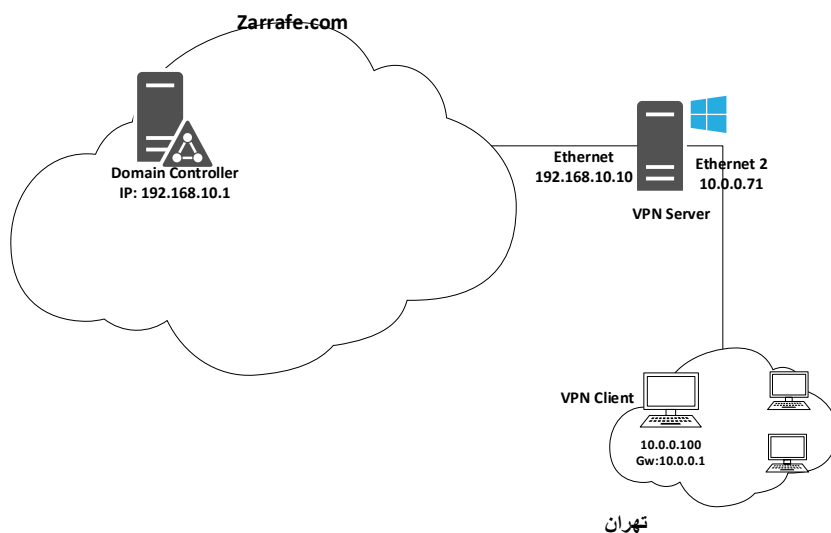 Zarrafe.com
Domain Controller
IP: 192.168.10.1
Ethernet
192.168.10.10
Ethernet 2
10.0.0.71
VPN Server
VPN Client
10.0.0.100
Gw:10.0.0.1
تهران